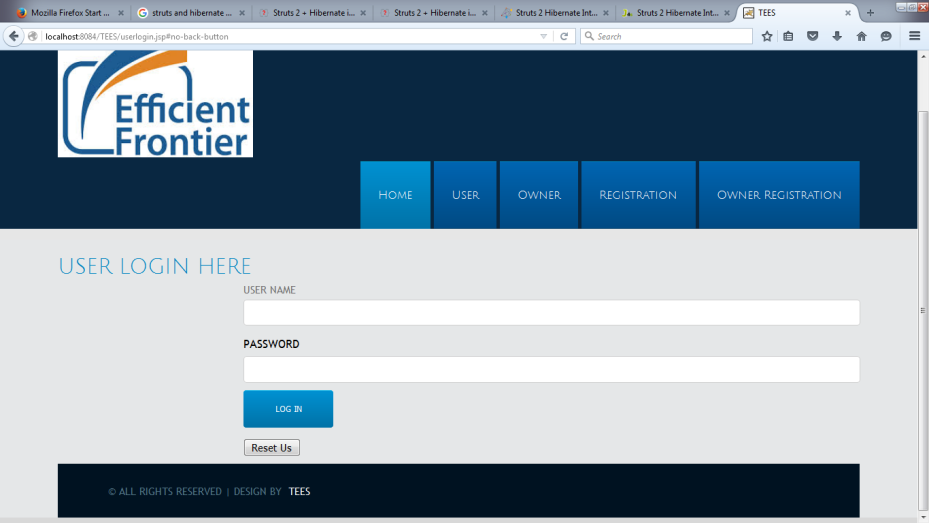 Mozilla Firefox Start ...
struts and hibernate ...
Struts 2 + Hibernate i...
Struts 2 + Hibernate i...
Struts 2 Hibernate Int...
Struts 2 Hibernate Int...
TEES
localhost:8084/TEES/userlogin.jsp#no-back-button
Search
Efficient
Frontier
Home
User
Owner
Registration
Owner Registration
USER LOGIN HERE
USER NAME
PASSWORD
LOG IN
Reset Us
© ALL RIGHTS RESERVED | DESIGN BY TEES